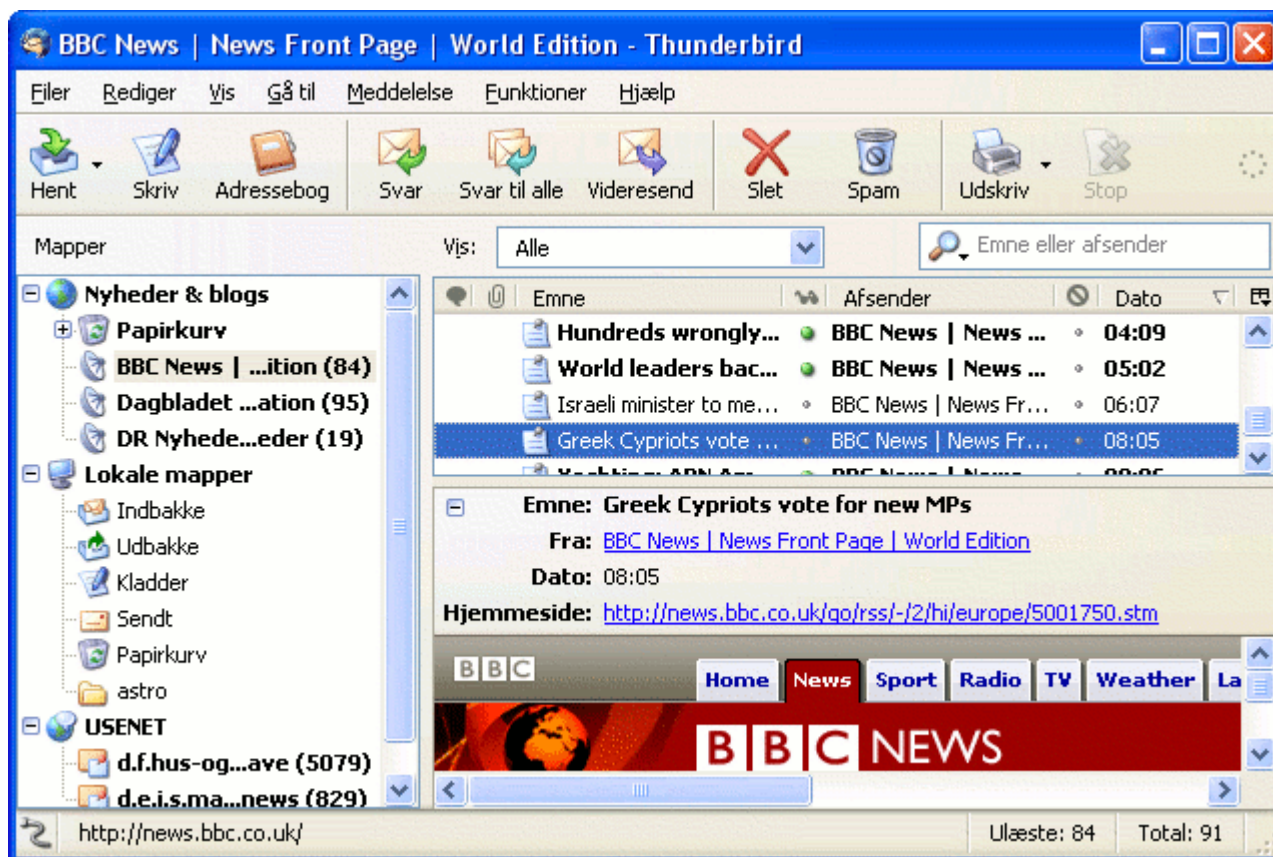 BBC News | News Front Page | World Edition - Thunderbird
Filer Rediger Vis Gå til Meddelelse Funktioner Hjælp
Hent Skriv Adressebog Svar Svar til alle Videresend Slet Spam Udskriv Stop
Mapper
Vis: Alle
Emne eller afsender
Nyheder & blogs
Papirkurv
BBC News | ...ition (84)
Dagbladet ...ation (95)
DR Nyhede...eder (19)
Lokale mapper
Indbakke
Udbakke
Kladder
Sendt
Papirkurv
astro
USENET
d.f.hus-og...ave (5079)
d.e.i.s.ma...news (829)
Emne Afsender Dato
Hundreds wrongly... BBC News | News ... 04:09
World leaders bac... BBC News | News ... 05:02
Israeli minister to me... BBC News | News Fr... 06:07
Greek Cypriots vote ... BBC News | News Fr... 08:05
Emne: Greek Cypriots vote for new MPs
Fra: BBC News | News Front Page | World Edition
Dato: 08:05
Hjemmeside: http://news.bbc.co.uk/go/rss/-/2/hi/europe/5001750.stm
BBC
Home News Sport Radio TV Weather La
BBC NEWS
http://news.bbc.co.uk/
Ulæste: 84 Total: 91